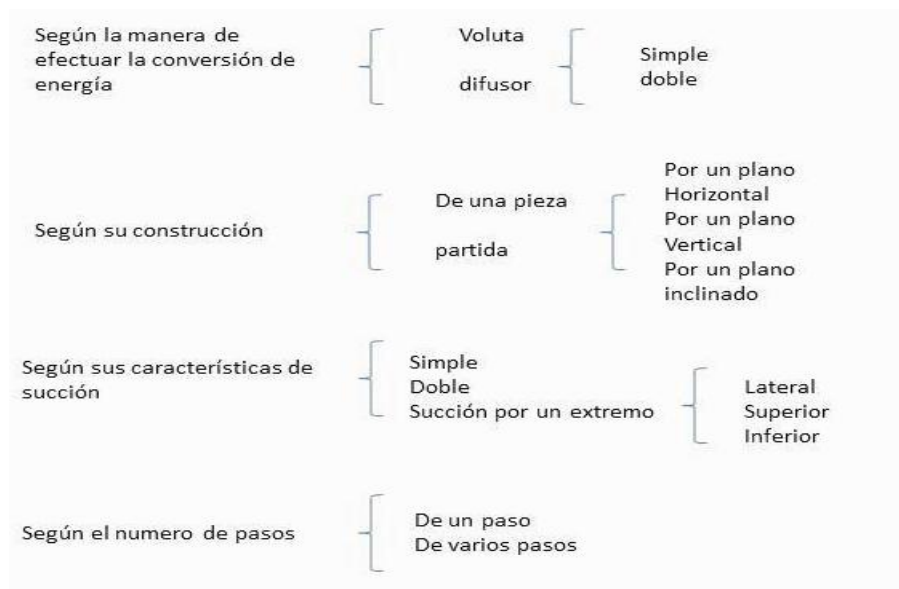 Según la manera de
efectuar la conversión de
energía
Voluta
difusor
Simple
doble
Según su construcción
De una pieza
partida
Por un plano
Horizontal
Por un plano
Vertical
Por un plano
inclinado
Según sus características de
succión
Simple
Doble
Succión por un extremo
Lateral
Superior
Inferior
Según el numero de pasos
De un paso
De varios pasos